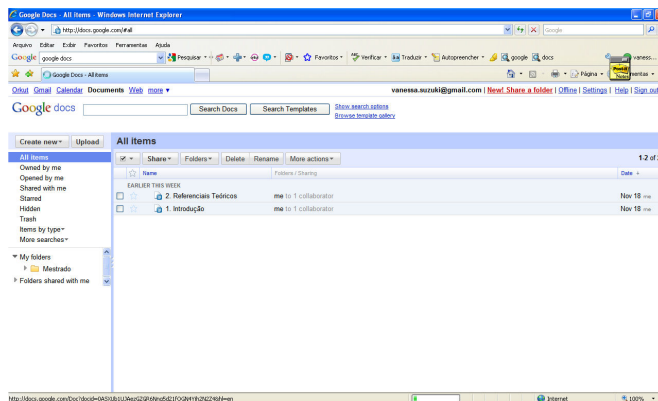 Google Docs - All items - Windows Internet Explorer
http://docs.google.com/#all
Google
Arquivo Editar Exibir Favoritos Ferramentas Ajuda
Google google docs Pesquisar Favoritos Verificar Traduzir Autopreencher google docs vaness...
Google Docs - All items Página
Orkut Gmail Calendar Documents Web more ▼ vanessa.suzuki@gmail.com | New! Share a folder | Offline | Settings | Help | Sign out
Google docs Search Docs Search Templates Show search options
Browse template gallery
Create new Upload All items
All items Share Folders Delete Rename More actions 1-2 of
Owned by me
Opened by me Name Folders / Sharing Date
Shared with me EARLIER THIS WEEK
Starred 2. Referenciais Teóricos me to 1 collaborator Nov 18 me
Hidden 1. Introdução me to 1 collaborator Nov 18 me
Trash
Items by type
More searches
My folders
Mestrado
Folders shared with me
Internet 100%